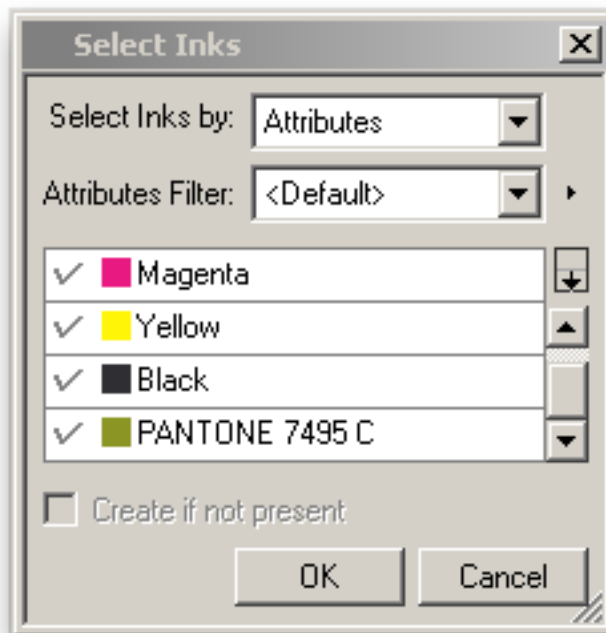 Select Inks
Select Inks by: Attributes
Attributes Filter: <Default>
Magenta
Yellow
Black
PANTONE 7495 C
Create if not present
OK Cancel